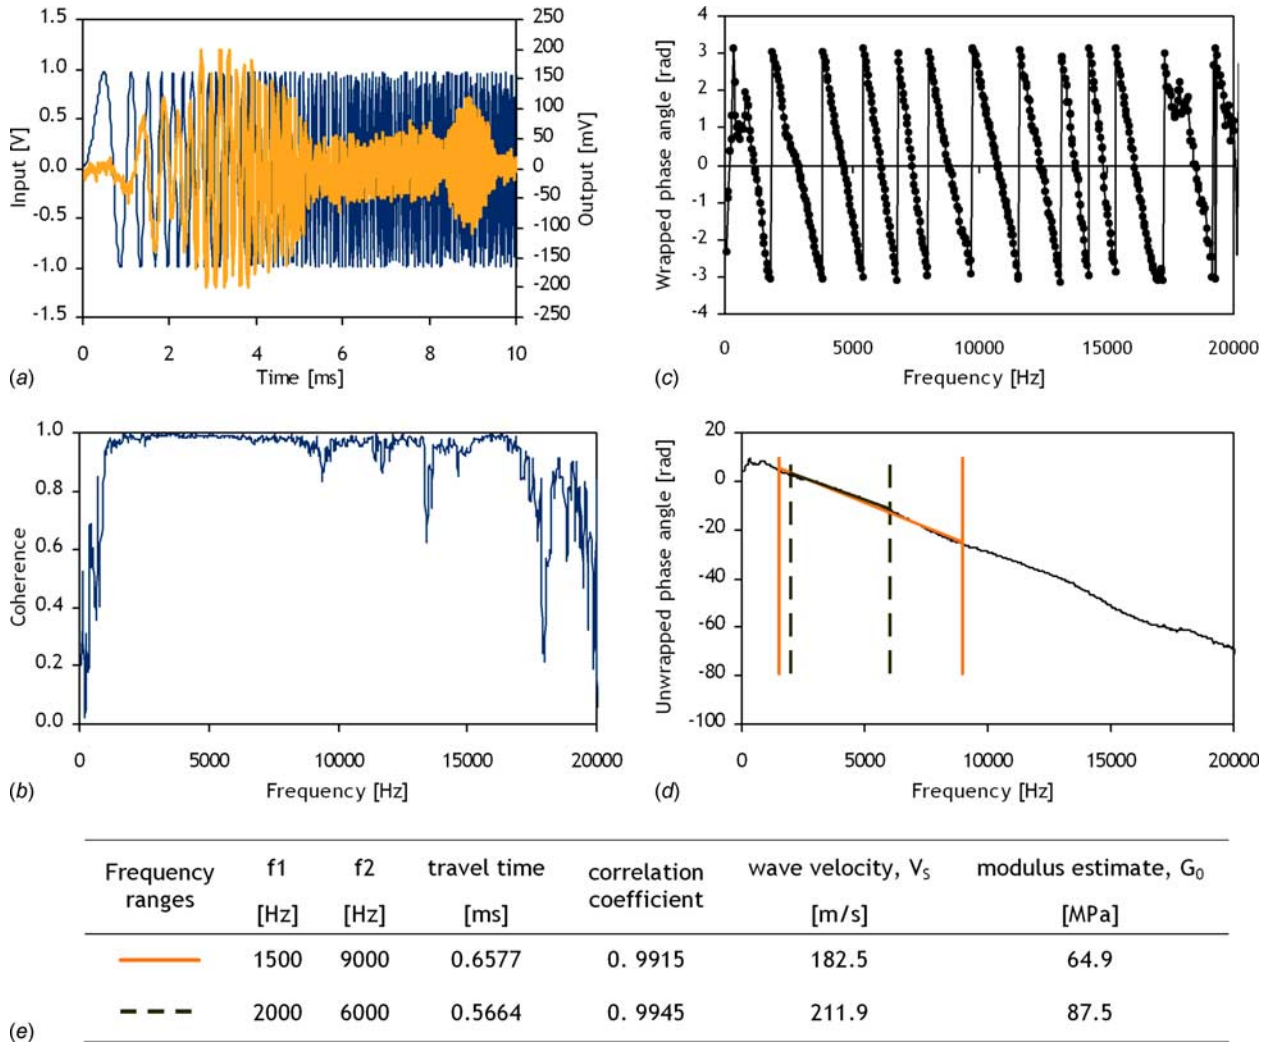 1.5
1.0
0.5
0.0
-0.5
-1.0
-1.5
Input [V]
250
200
150
100
50
0
-50
-100
-150
-200
-250
Output [mV]
0 2 4 6 8 10
Time [ms]
(a)
4
3
2
1
0
-1
-2
-3
-4
Wrapped phase angle [rad]
0 5000 10000 15000 20000
Frequency [Hz]
(c)
1.0
0.8
0.6
0.4
0.2
0.0
Coherence
0 5000 10000 15000 20000
Frequency [Hz]
(b)
20
0
-20
-40
-60
-80
-100
Unwrapped phase angle [rad]
0 5000 10000 15000 20000
Frequency [Hz]
(d)
Frequency ranges f1 [Hz] f2 [Hz] travel time [ms] correlation coefficient wave velocity, VS [m/s] modulus estimate, G0 [MPa]
1500 9000 0.6577 0. 9915 182.5 64.9
2000 6000 0.5664 0. 9945 211.9 87.5
(e)